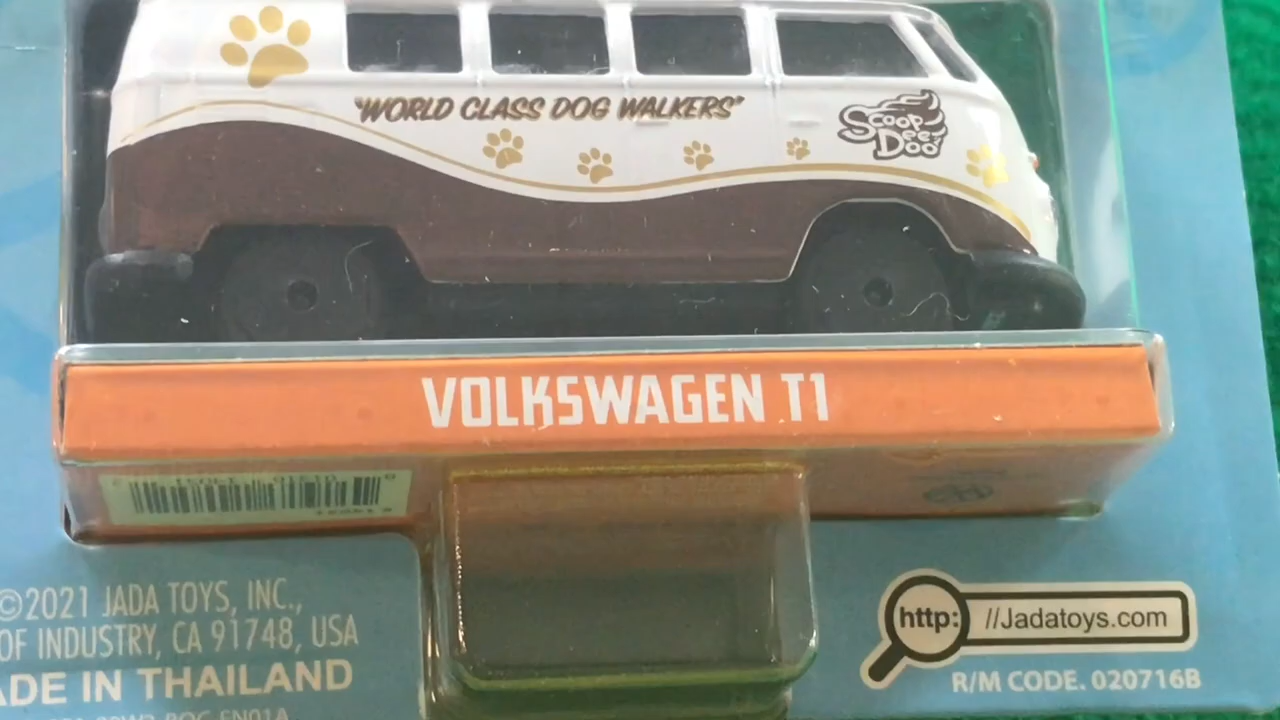 "WORLD CLASS DOG WALKERS"
Scoop
Dee
Doo
VOLKSWAGEN T1
©2021 JADA TOYS, INC.,
OF INDUSTRY, CA 91748, USA
ADE IN THAILAND
http: //Jadatoys.com
R/M CODE. 020716B